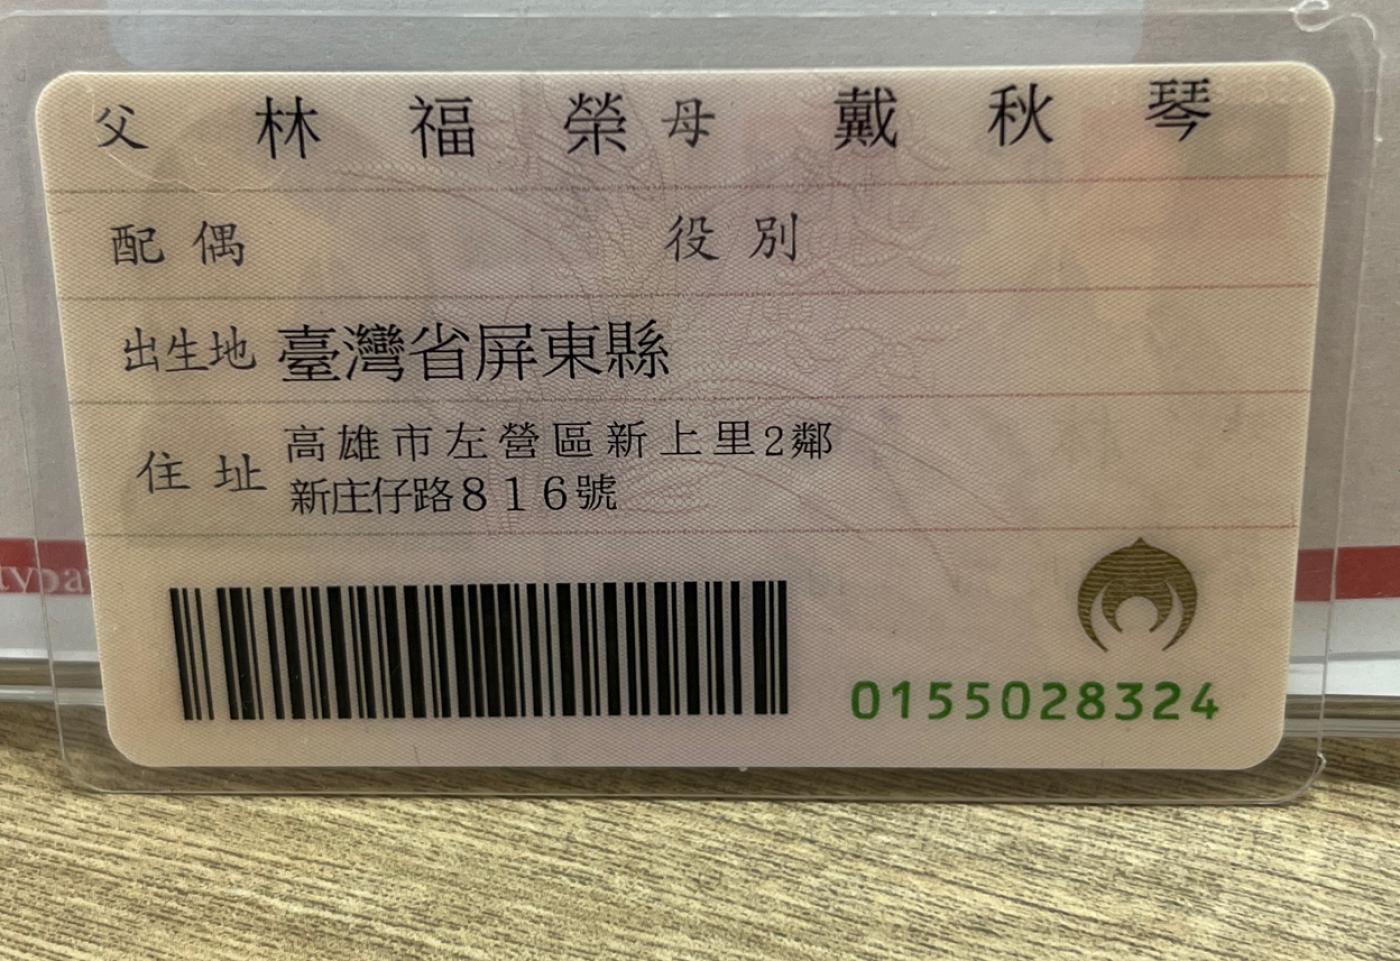 父 林福榮 母 戴秋琴
配偶 役別
出生地 臺灣省屏東縣
住址 高雄市左營區新上里2鄰
新庄仔路816號
0155028324